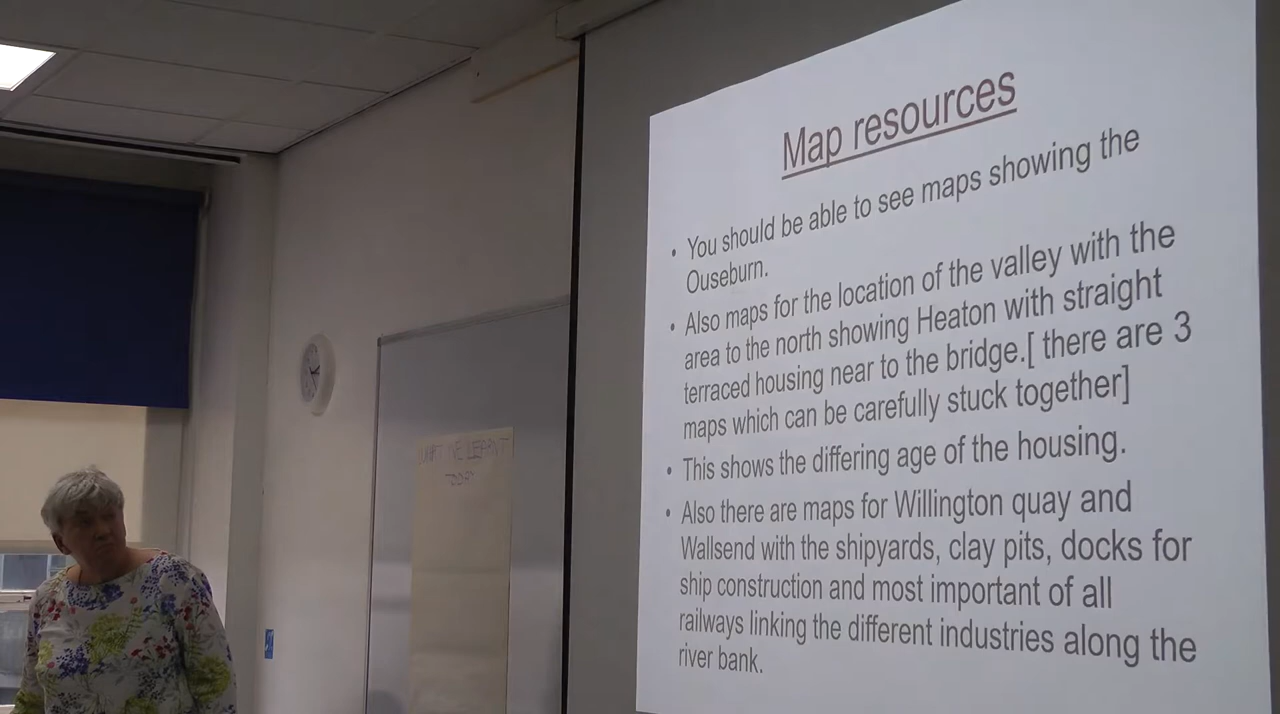 Map resources
• You should be able to see maps showing the
Ouseburn.
• Also maps for the location of the valley with the
area to the north showing Heaton with straight
terraced housing near to the bridge.[ there are 3
maps which can be carefully stuck together]
• This shows the differing age of the housing.
• Also there are maps for Willington quay and
Wallsend with the shipyards, clay pits, docks for
ship construction and most important of all
railways linking the different industries along the
river bank.
WHAT WE LEARNT
TODAY